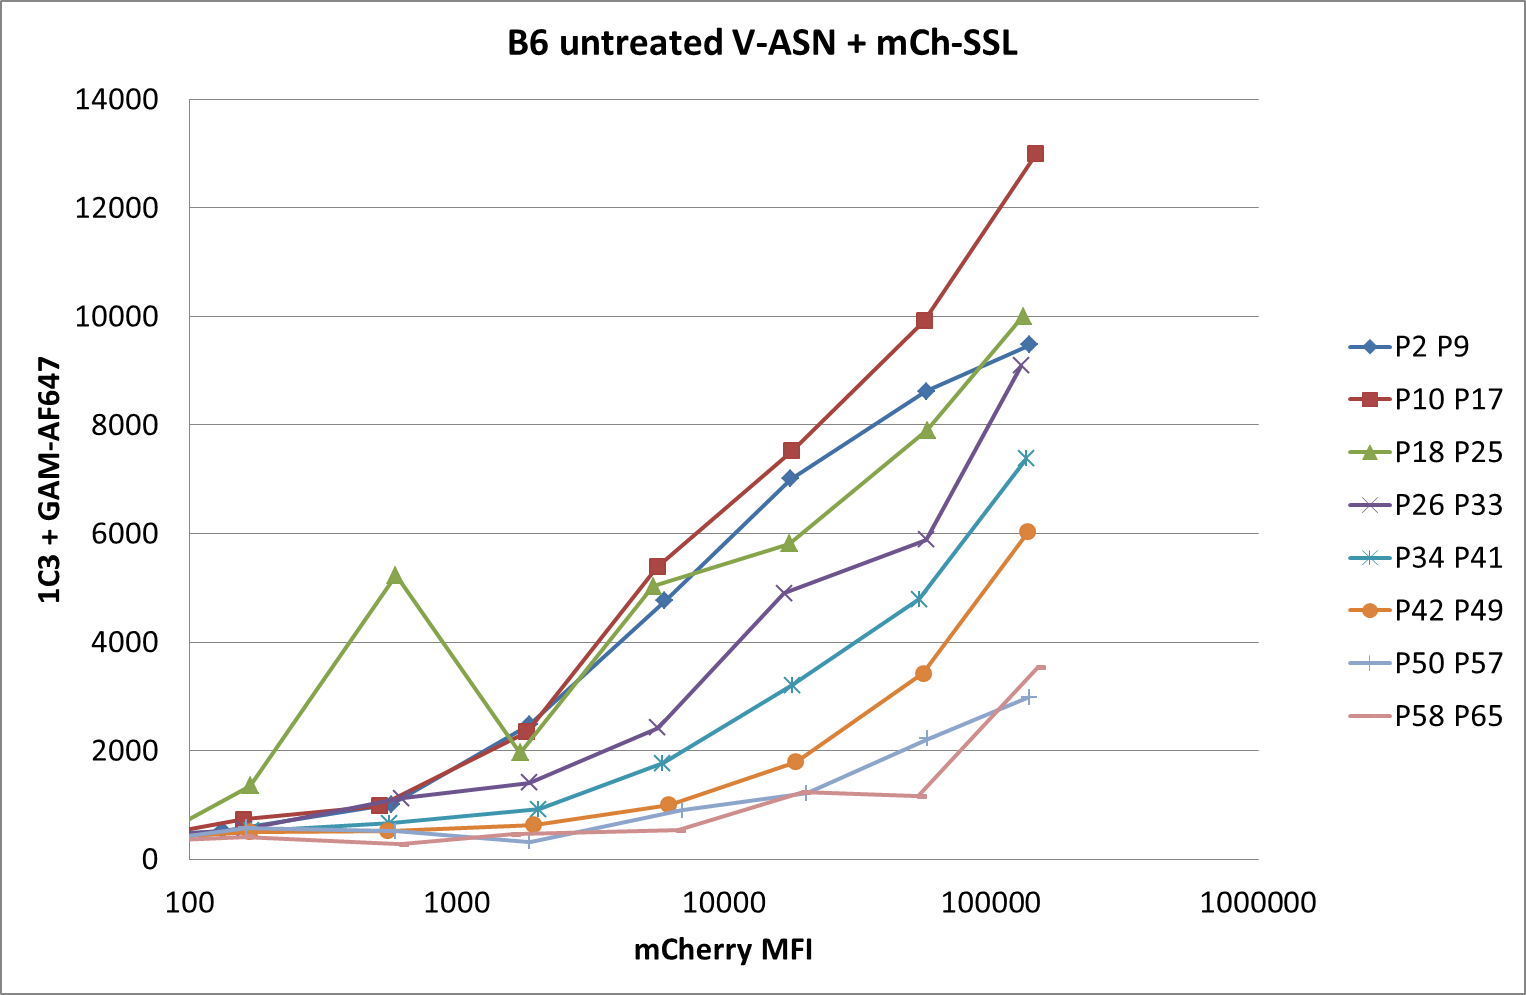 B6 untreated V-ASN + mCh-SSL
14000
12000
10000
8000
6000
4000
2000
0
1C3 + GAM-AF647
100 1000 10000 100000 1000000
mCherry MFI
P2 P9
P10 P17
P18 P25
P26 P33
P34 P41
P42 P49
P50 P57
P58 P65